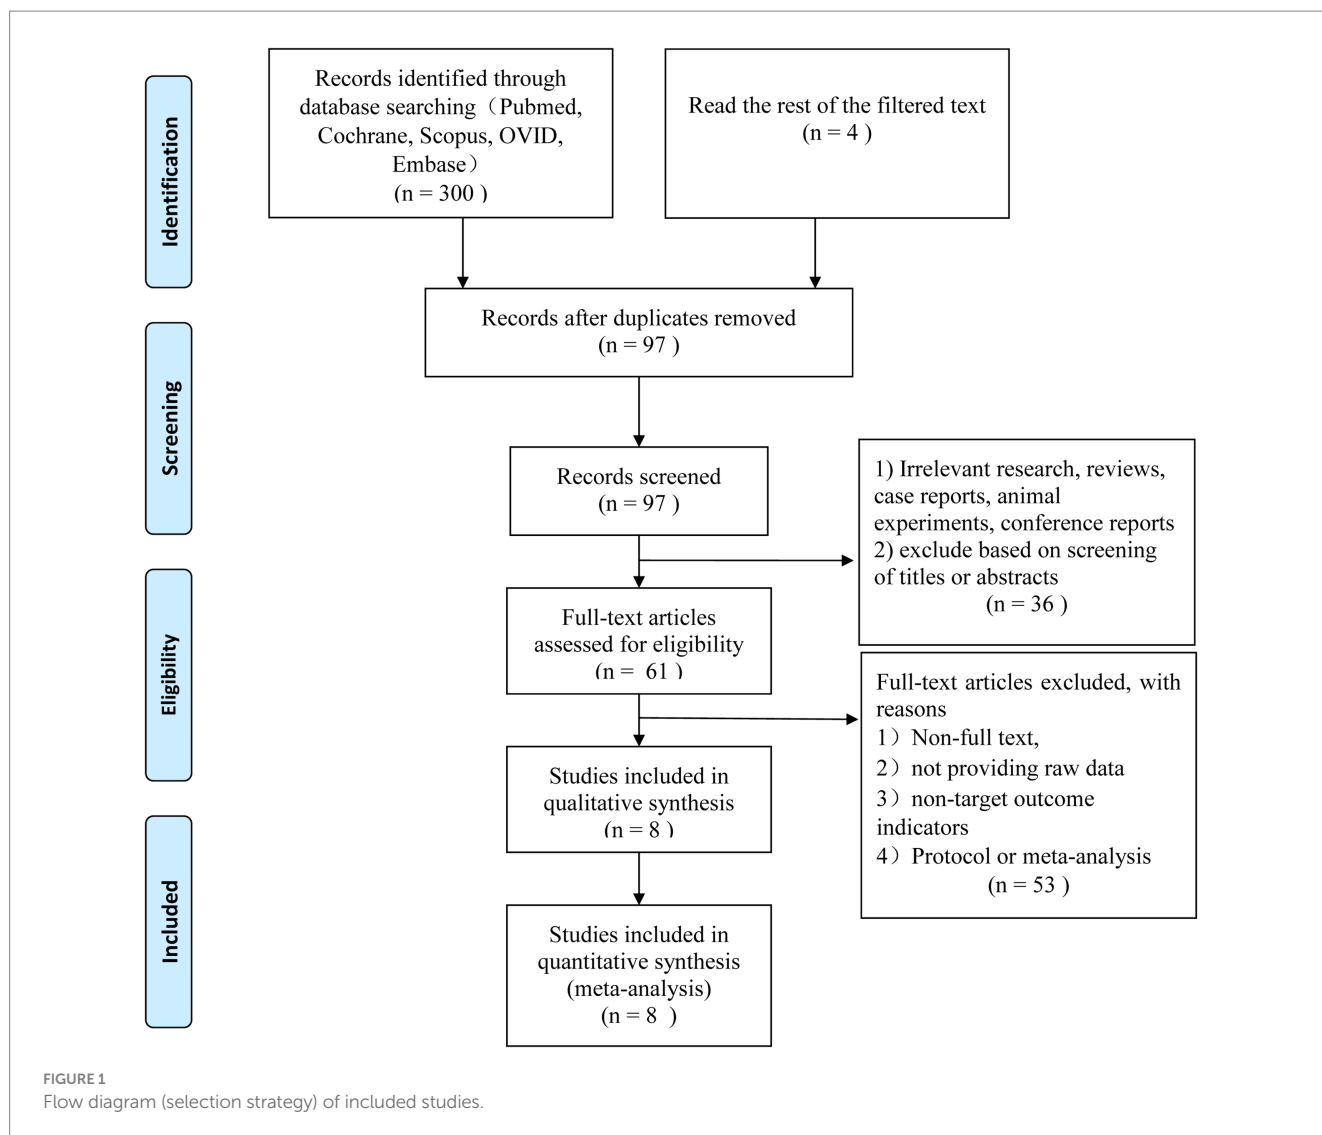 Identification
Records identified through
database searching（Pubmed,
Cochrane, Scopus, OVID,
Embase）
(n = 300 )
Read the rest of the filtered text
(n = 4 )
Records after duplicates removed
(n = 97 )
Screening
Records screened
(n = 97 )
1) Irrelevant research, reviews,
case reports, animal
experiments, conference reports
2) exclude based on screening
of titles or abstracts
(n = 36 )
Eligibility
Full-text articles
assessed for eligibility
(n =  61 )
Full-text articles excluded, with
reasons
1）Non-full text,
2）not providing raw data
3）non-target outcome
indicators
4）Protocol or meta-analysis
(n = 53 )
Studies included in
qualitative synthesis
(n = 8 )
Included
Studies included in
quantitative synthesis
(meta-analysis)
(n = 8  )
FIGURE 1
Flow diagram (selection strategy) of included studies.